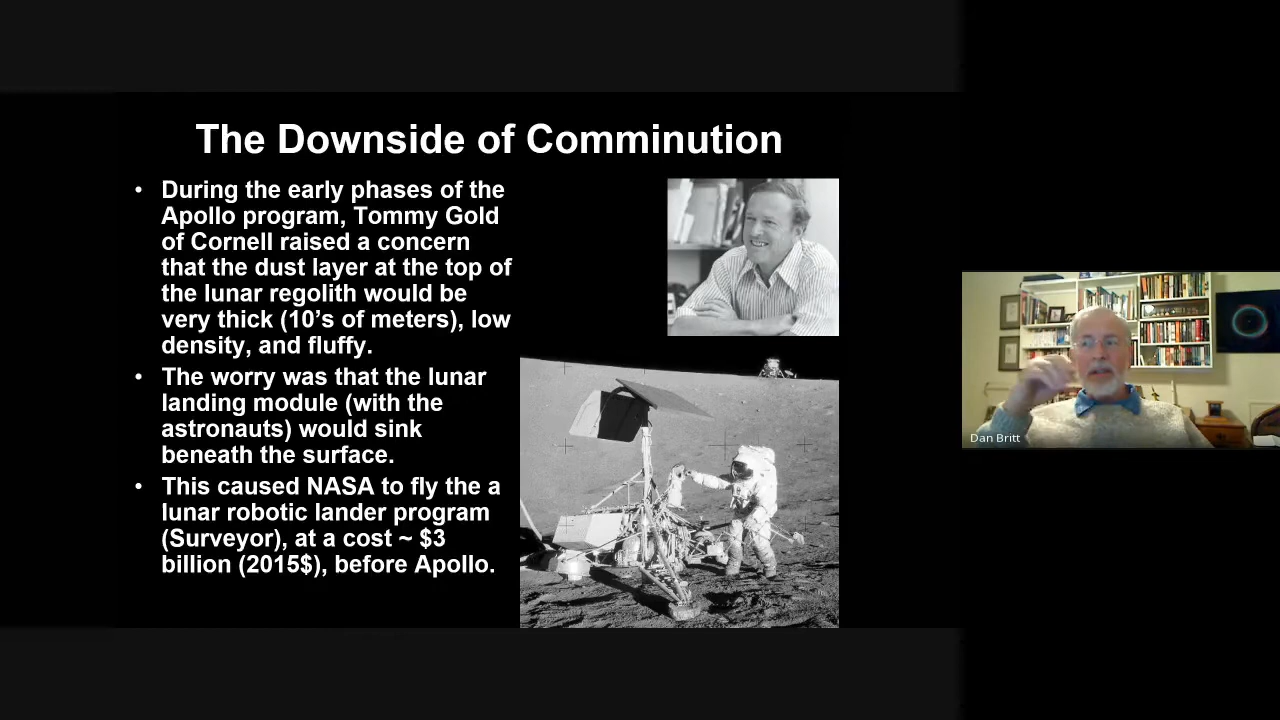 The Downside of Comminution
• During the early phases of the
Apollo program, Tommy Gold
of Cornell raised a concern
that the dust layer at the top of
the lunar regolith would be
very thick (10’s of meters), low
density, and fluffy.
• The worry was that the lunar
landing module (with the
astronauts) would sink
beneath the surface.
• This caused NASA to fly the a
lunar robotic lander program
(Surveyor), at a cost ~ $3
billion (2015$), before Apollo.
Dan Britt